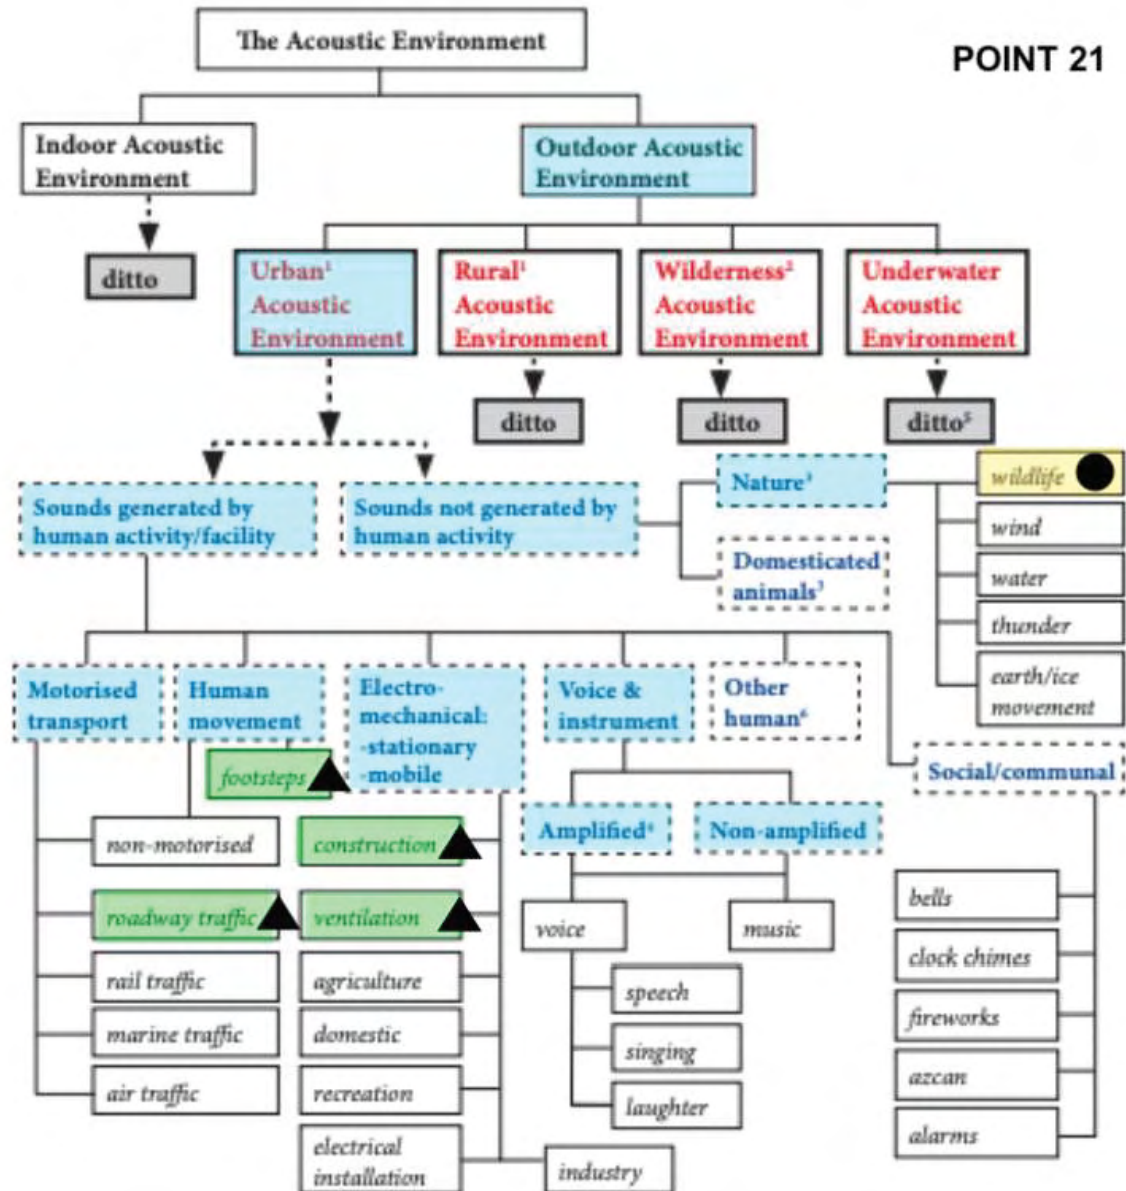 The Acoustic Environment
POINT 21
Indoor Acoustic
Environment
Outdoor Acoustic
Environment
ditto
Urban¹
Acoustic
Environment
Rural¹
Acoustic
Environment
Wilderness²
Acoustic
Environment
Underwater
Acoustic
Environment
ditto
ditto
ditto⁵
Sounds generated by
human activity/facility
Sounds not generated by
human activity
Nature³
Domesticated
animals³
wildlife
wind
water
thunder
earth/ice
movement
Motorised
transport
Human
movement
Electro-
mechanical:
-stationary
-mobile
Voice &
instrument
Other
human⁶
Social/communal
footsteps
non-motorised
roadway traffic
rail traffic
marine traffic
air traffic
construction
ventilation
agriculture
domestic
recreation
electrical
installation
industry
Amplified⁴
Non-amplified
voice
music
speech
singing
laughter
bells
clock chimes
fireworks
azcan
alarms